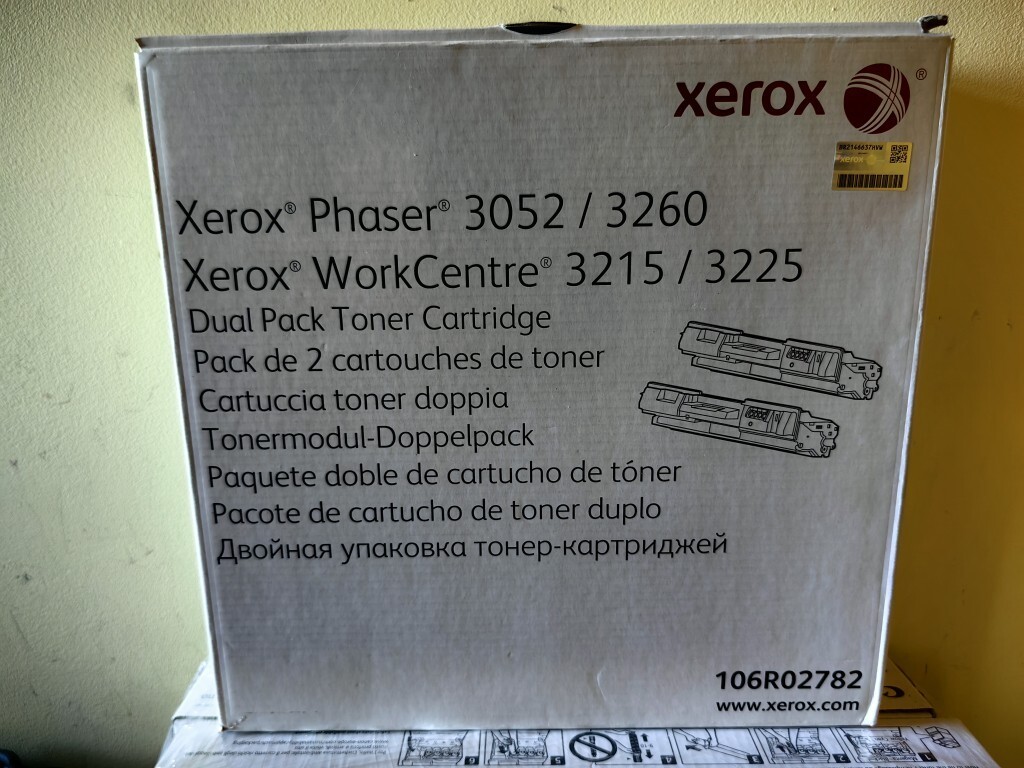 xerox ®
xerox
Xerox® Phaser® 3052 / 3260
Xerox® WorkCentre® 3215 / 3225
Dual Pack Toner Cartridge
Pack de 2 cartouches de toner
Cartuccia toner doppia
Tonermodul-Doppelpack
Paquete doble de cartucho de tóner
Pacote de cartucho de toner duplo
Двойная упаковка тонер-картриджей
106R02782
www.xerox.com